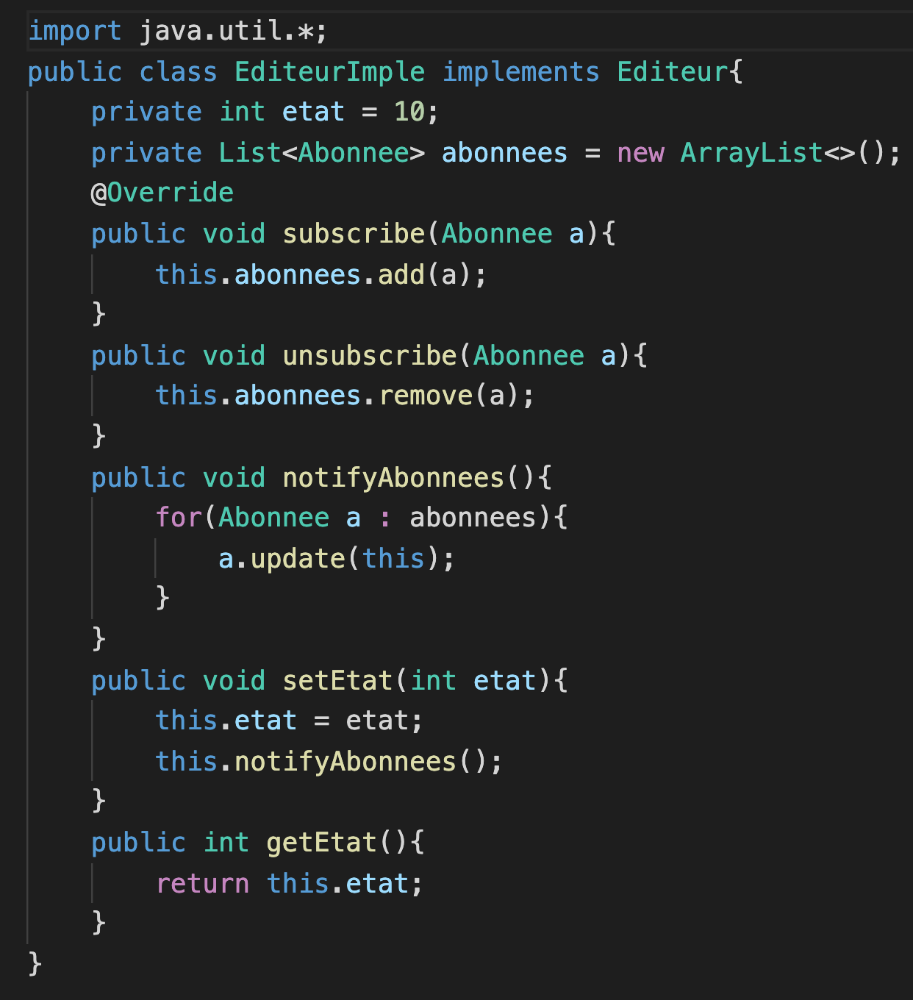 import java.util.*;
public class EditeurImple implements Editeur{
    private int etat = 10;
    private List<Abonnee> abonnees = new ArrayList<>();
    @Override
    public void subscribe(Abonnee a){
        this.abonnees.add(a);
    }
    public void unsubscribe(Abonnee a){
        this.abonnees.remove(a);
    }
    public void notifyAbonnees(){
        for(Abonnee a : abonnees){
            a.update(this);
        }
    }
    public void setEtat(int etat){
        this.etat = etat;
        this.notifyAbonnees();
    }
    public int getEtat(){
        return this.etat;
    }
}